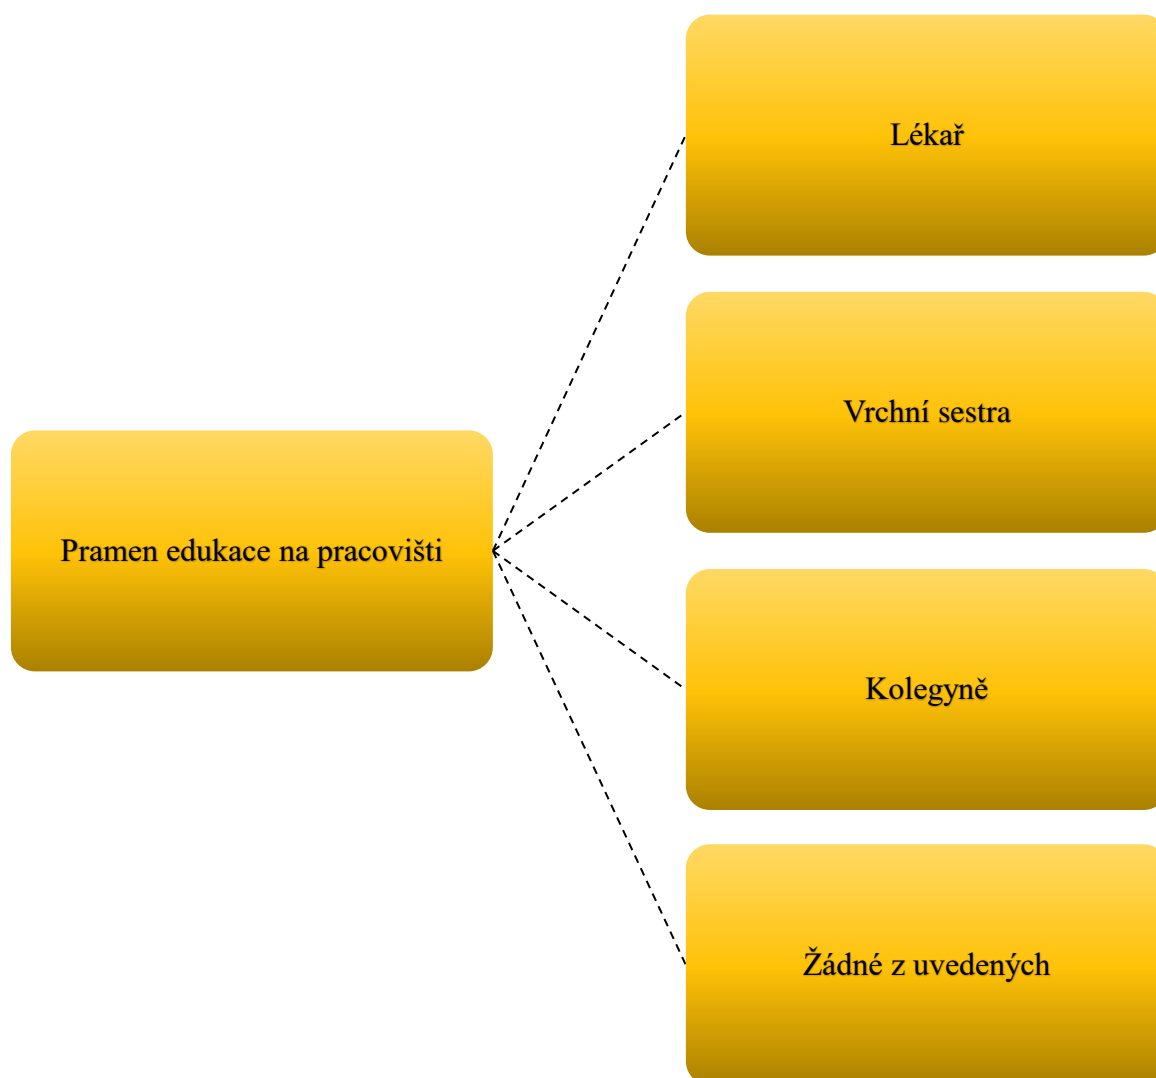 Lékař
Vrchní sestra
Pramen edukace na pracovišti
Kolegyně
Žádné z uvedených